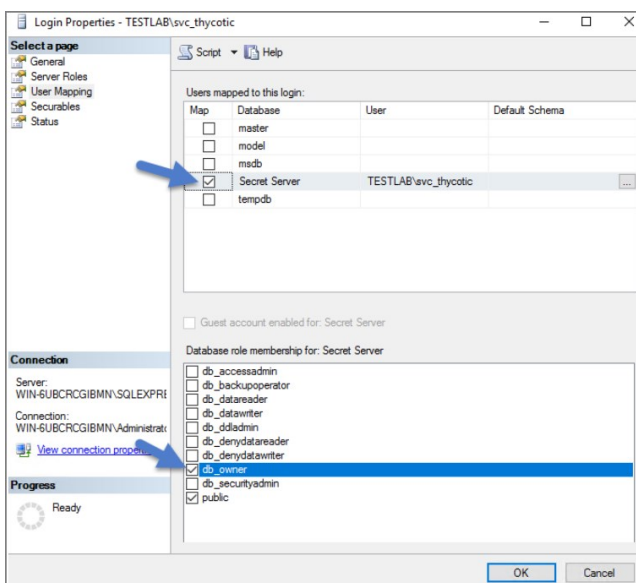 Login Properties - TESTLAB\svc_thycotic
Select a page
General
Server Roles
User Mapping
Securables
Status
Script Help
Users mapped to this login:
Map Database User Default Schema
master
model
msdb
Secret Server TESTLAB\svc_thycotic ...
tempdb
Guest account enabled for: Secret Server
Database role membership for: Secret Server
db_accessadmin
db_backupoperator
db_datareader
db_datawriter
db_ddladmin
db_denydatareader
db_denydatawriter
db_owner
db_securityadmin
public
Connection
Server:
WIN-6UBCRCGIBMN\SQLEXPRE
Connection:
WIN-6UBCRCGIBMN\Administrato
View connection proper
Progress
Ready
OK Cancel